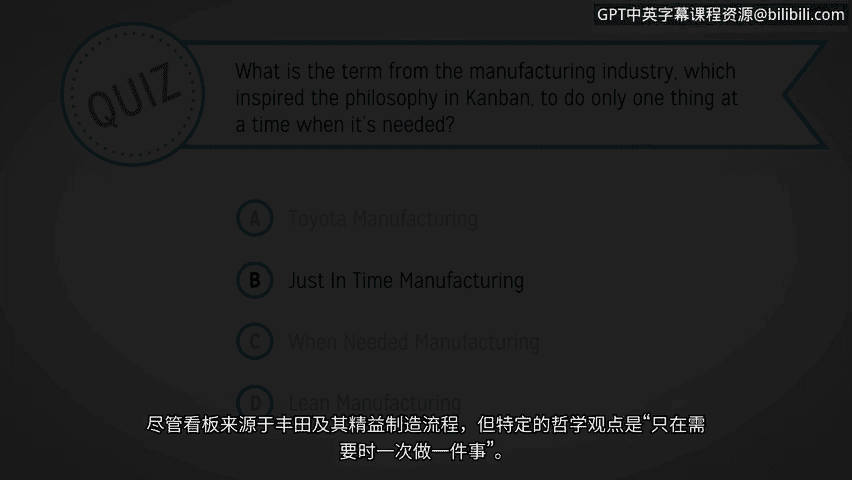 GPT中英字幕课程资源@bilibili.com
QUIZ
What is the term from the manufacturing industry, which
inspired the philosophy in Kanban, to do only one thing at
a time when it's needed?
A Toyota Manufacturing
B Just In Time Manufacturing
C When Needed Manufacturing
D Lean Manufacturing
尽管看板来源于丰田及其精益制造流程，但特定的哲学观点是“只在需
要时一次做一件事”。